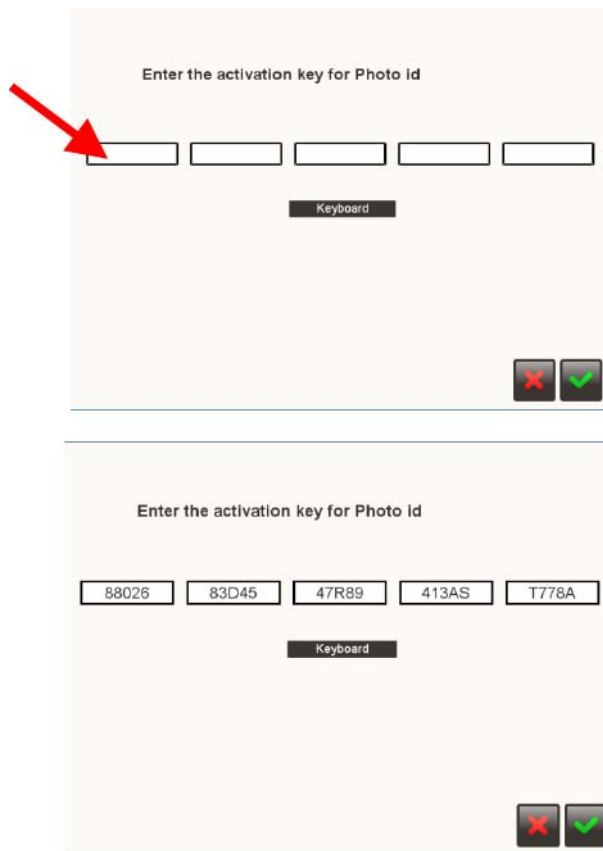 Enter the activation key for Photo id
Keyboard
Enter the activation key for Photo id
88026 83D45 47R89 413AS T778A
Keyboard